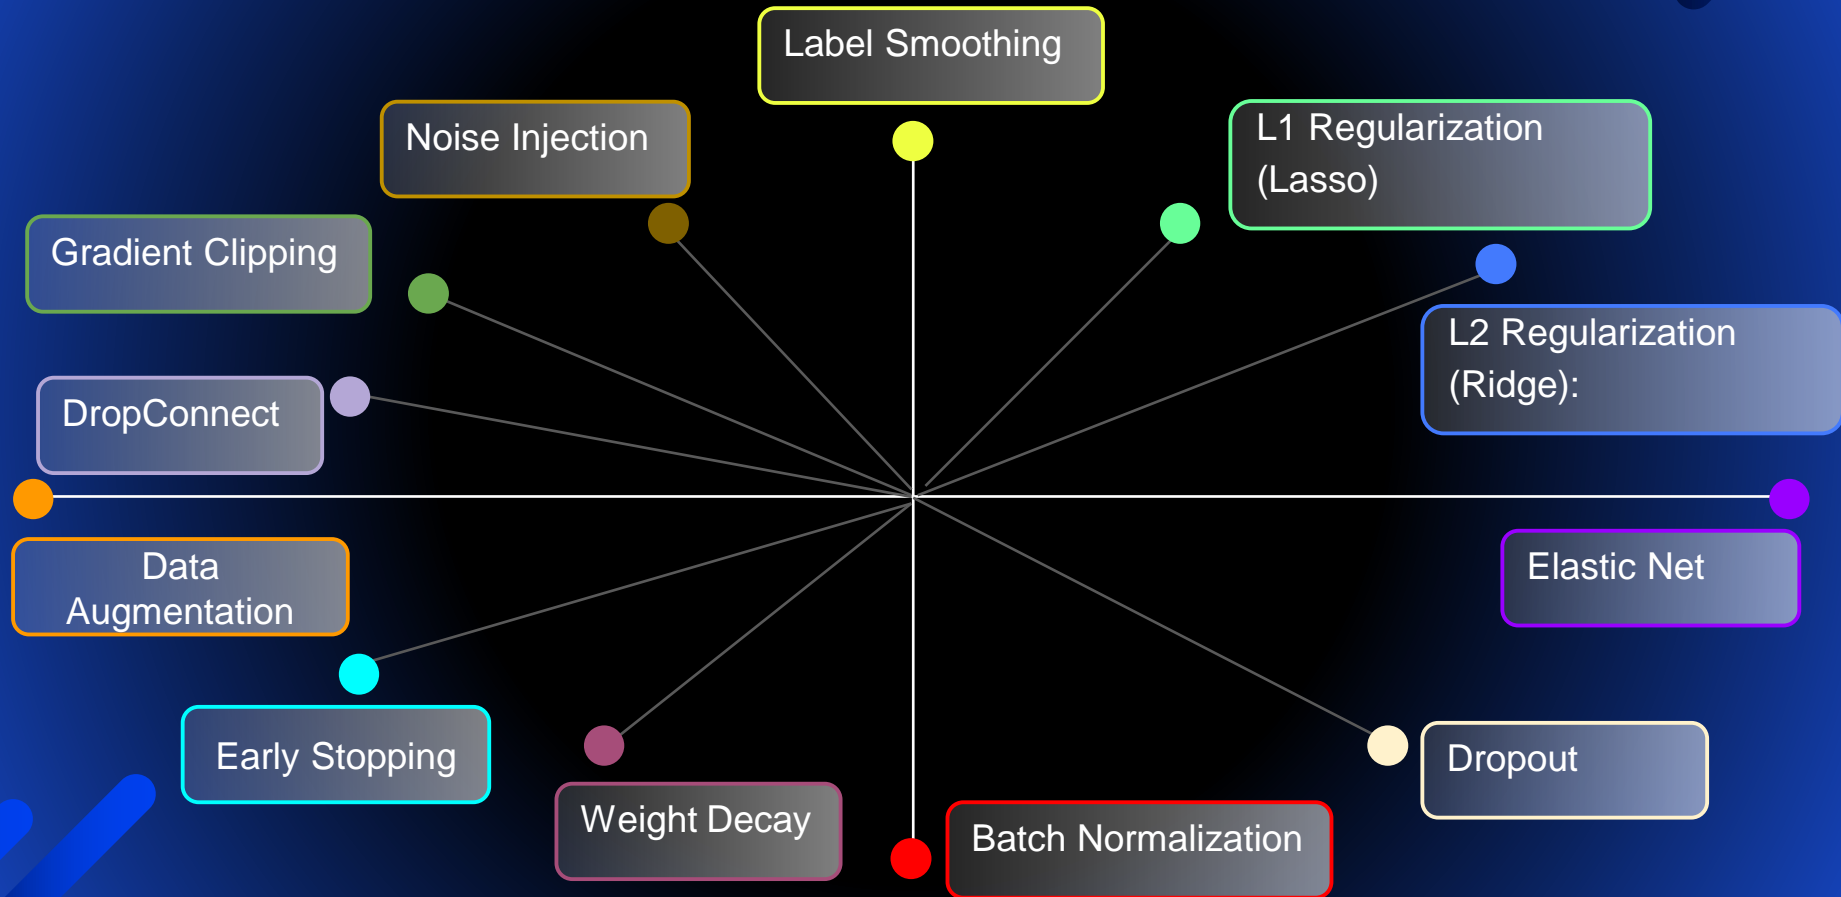 Label Smoothing
Noise Injection
L1 Regularization
(Lasso)
Gradient Clipping
L2 Regularization
(Ridge):
DropConnect
Data
Augmentation
Elastic Net
Early Stopping
Dropout
Weight Decay
Batch Normalization